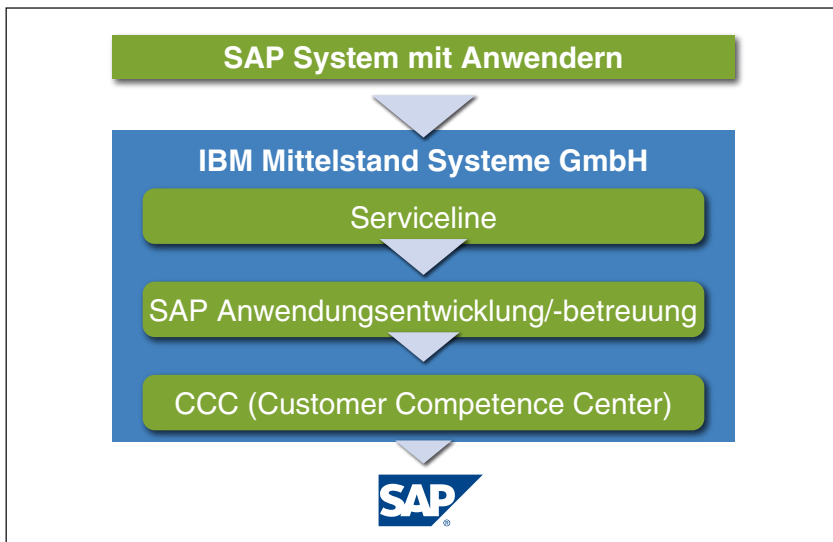 SAP System mit Anwendern
IBM Mittelstand Systeme GmbH
Serviceline
SAP Anwendungsentwicklung/-betreuung
CCC (Customer Competence Center)
SAP®